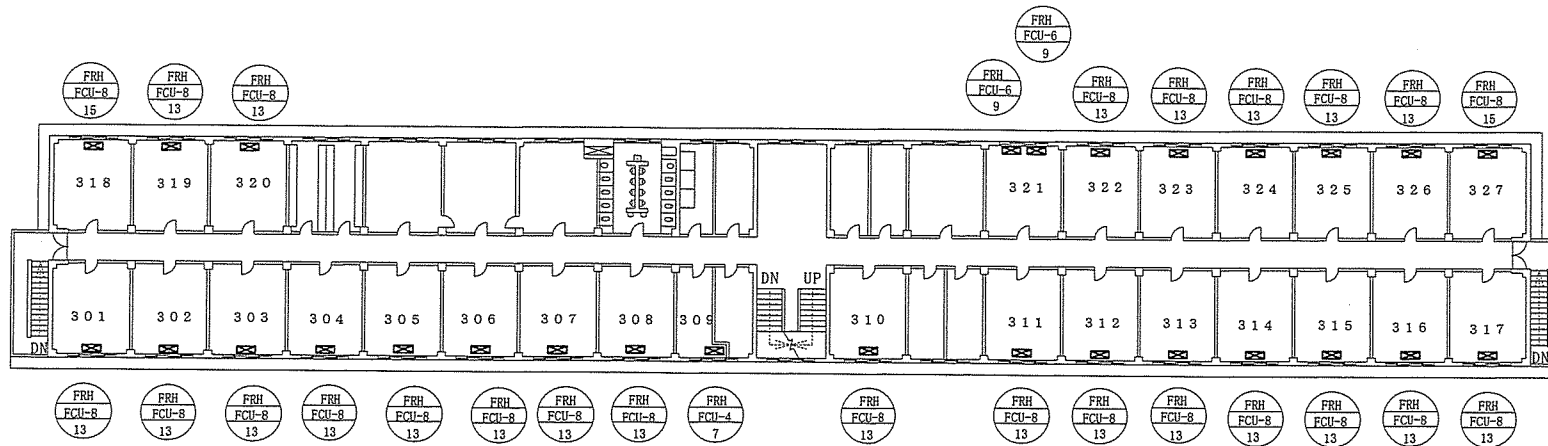 FRH
FCU-6
9
FRH
FCU-6
9
FRH
FCU-8
15
FRH
FCU-8
13
FRH
FCU-8
13
FRH
FCU-8
13
FRH
FCU-8
13
FRH
FCU-8
13
FRH
FCU-8
13
FRH
FCU-8
13
FRH
FCU-8
15
318
319
320
321
322
323
324
325
326
327
DN
UP
301
302
303
304
305
306
307
308
309
310
311
312
313
314
315
316
317
DN
DN
FRH
FCU-8
13
FRH
FCU-8
13
FRH
FCU-8
13
FRH
FCU-8
13
FRH
FCU-8
13
FRH
FCU-8
13
FRH
FCU-8
13
FRH
FCU-8
13
FRH
FCU-4
7
FRH
FCU-8
13
FRH
FCU-8
13
FRH
FCU-8
13
FRH
FCU-8
13
FRH
FCU-8
13
FRH
FCU-8
13
FRH
FCU-8
13
FRH
FCU-8
13